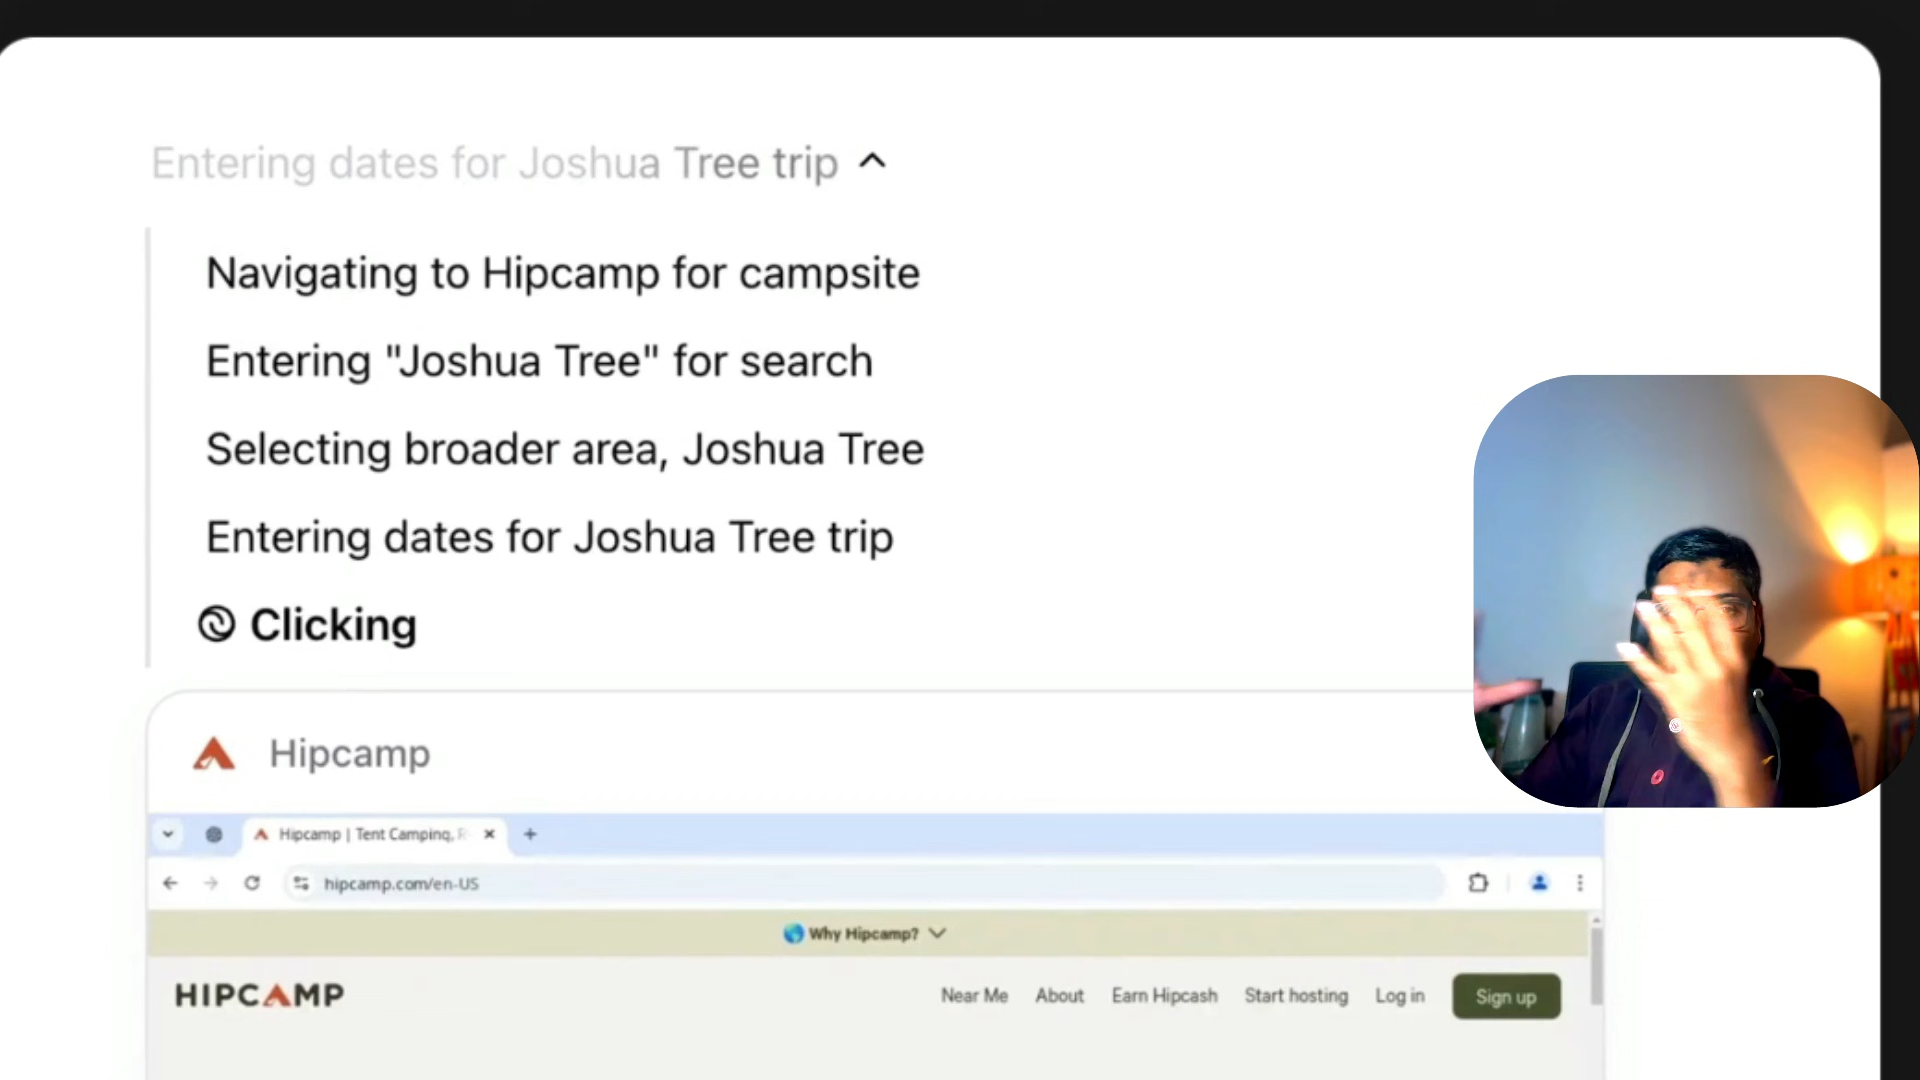 Entering dates for Joshua Tree trip
Navigating to Hipcamp for campsite
Entering "Joshua Tree" for search
Selecting broader area, Joshua Tree
Entering dates for Joshua Tree trip
Clicking
Hipcamp
Hipcamp | Tent Camping,
hipcamp.com/en-US
Why Hipcamp?
HIPCAMP
Near Me About Earn Hipcash Start hosting Log in Sign up